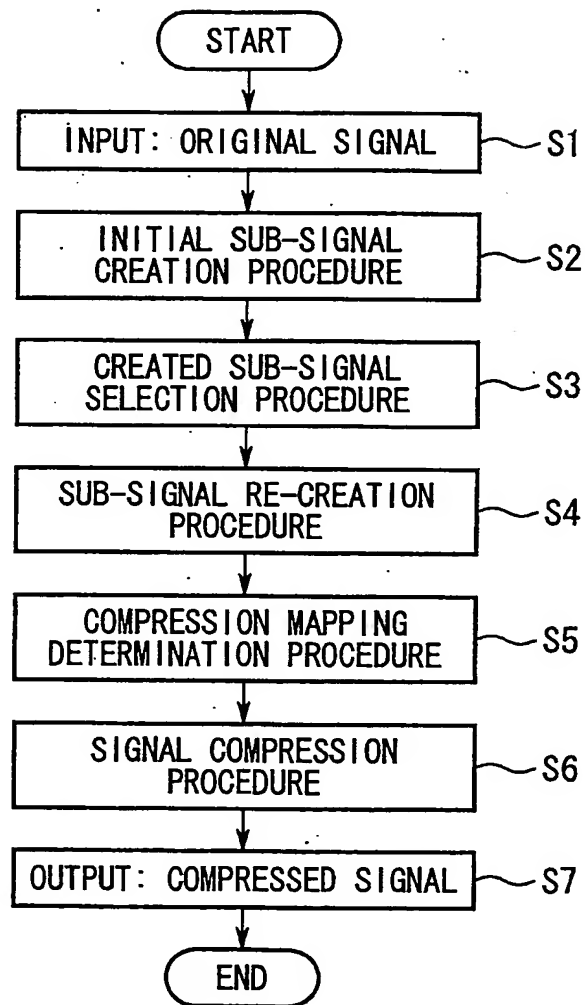 START
INPUT: ORIGINAL SIGNAL
S1
INITIAL SUB-SIGNAL
CREATION PROCEDURE
S2
CREATED SUB-SIGNAL
SELECTION PROCEDURE
S3
SUB-SIGNAL RE-CREATION
PROCEDURE
S4
COMPRESSION MAPPING
DETERMINATION PROCEDURE
S5
SIGNAL COMPRESSION
PROCEDURE
S6
OUTPUT: COMPRESSED SIGNAL
S7
END